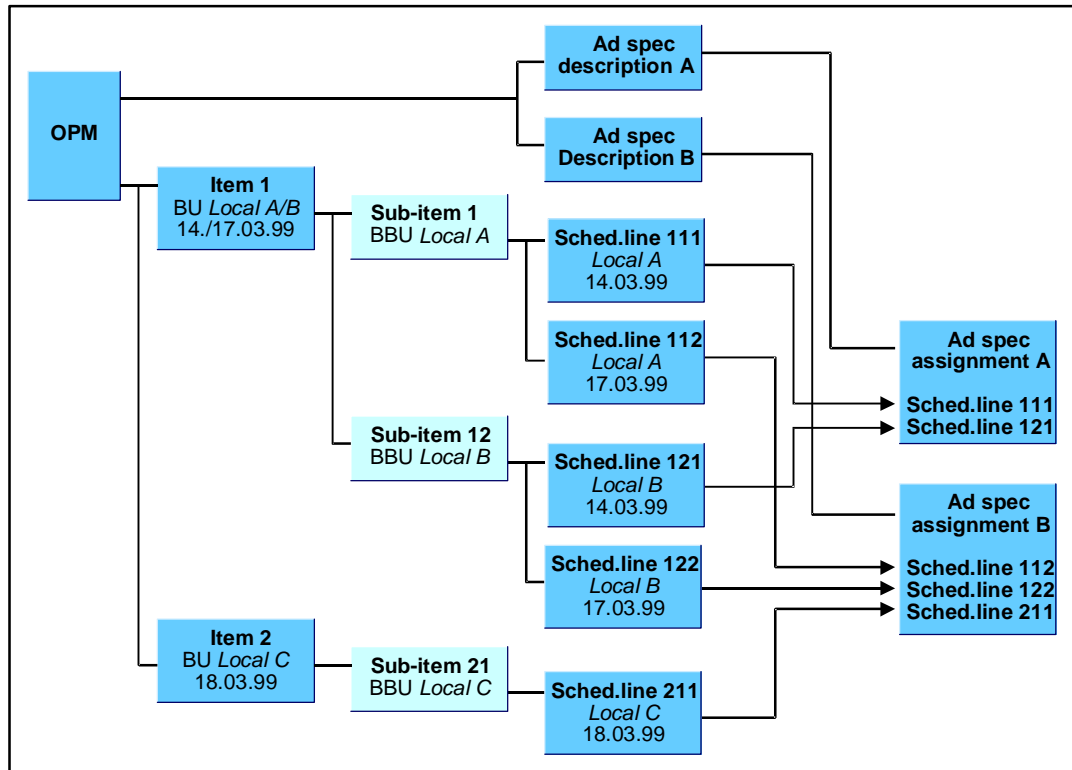 OPM
Ad spec
description A
Ad spec
Description B
Item 1
BU Local A/B
14./17.03.99
Sub-item 1
BBU Local A
Sched.line 111
Local A
14.03.99
Sched.line 112
Local A
17.03.99
Sub-item 12
BBU Local B
Sched.line 121
Local B
14.03.99
Sched.line 122
Local B
17.03.99
Item 2
BU Local C
18.03.99
Sub-item 21
BBU Local C
Sched.line 211
Local C
18.03.99
Ad spec
assignment A
Sched.line 111
Sched.line 121
Ad spec
assignment B
Sched.line 112
Sched.line 122
Sched.line 211